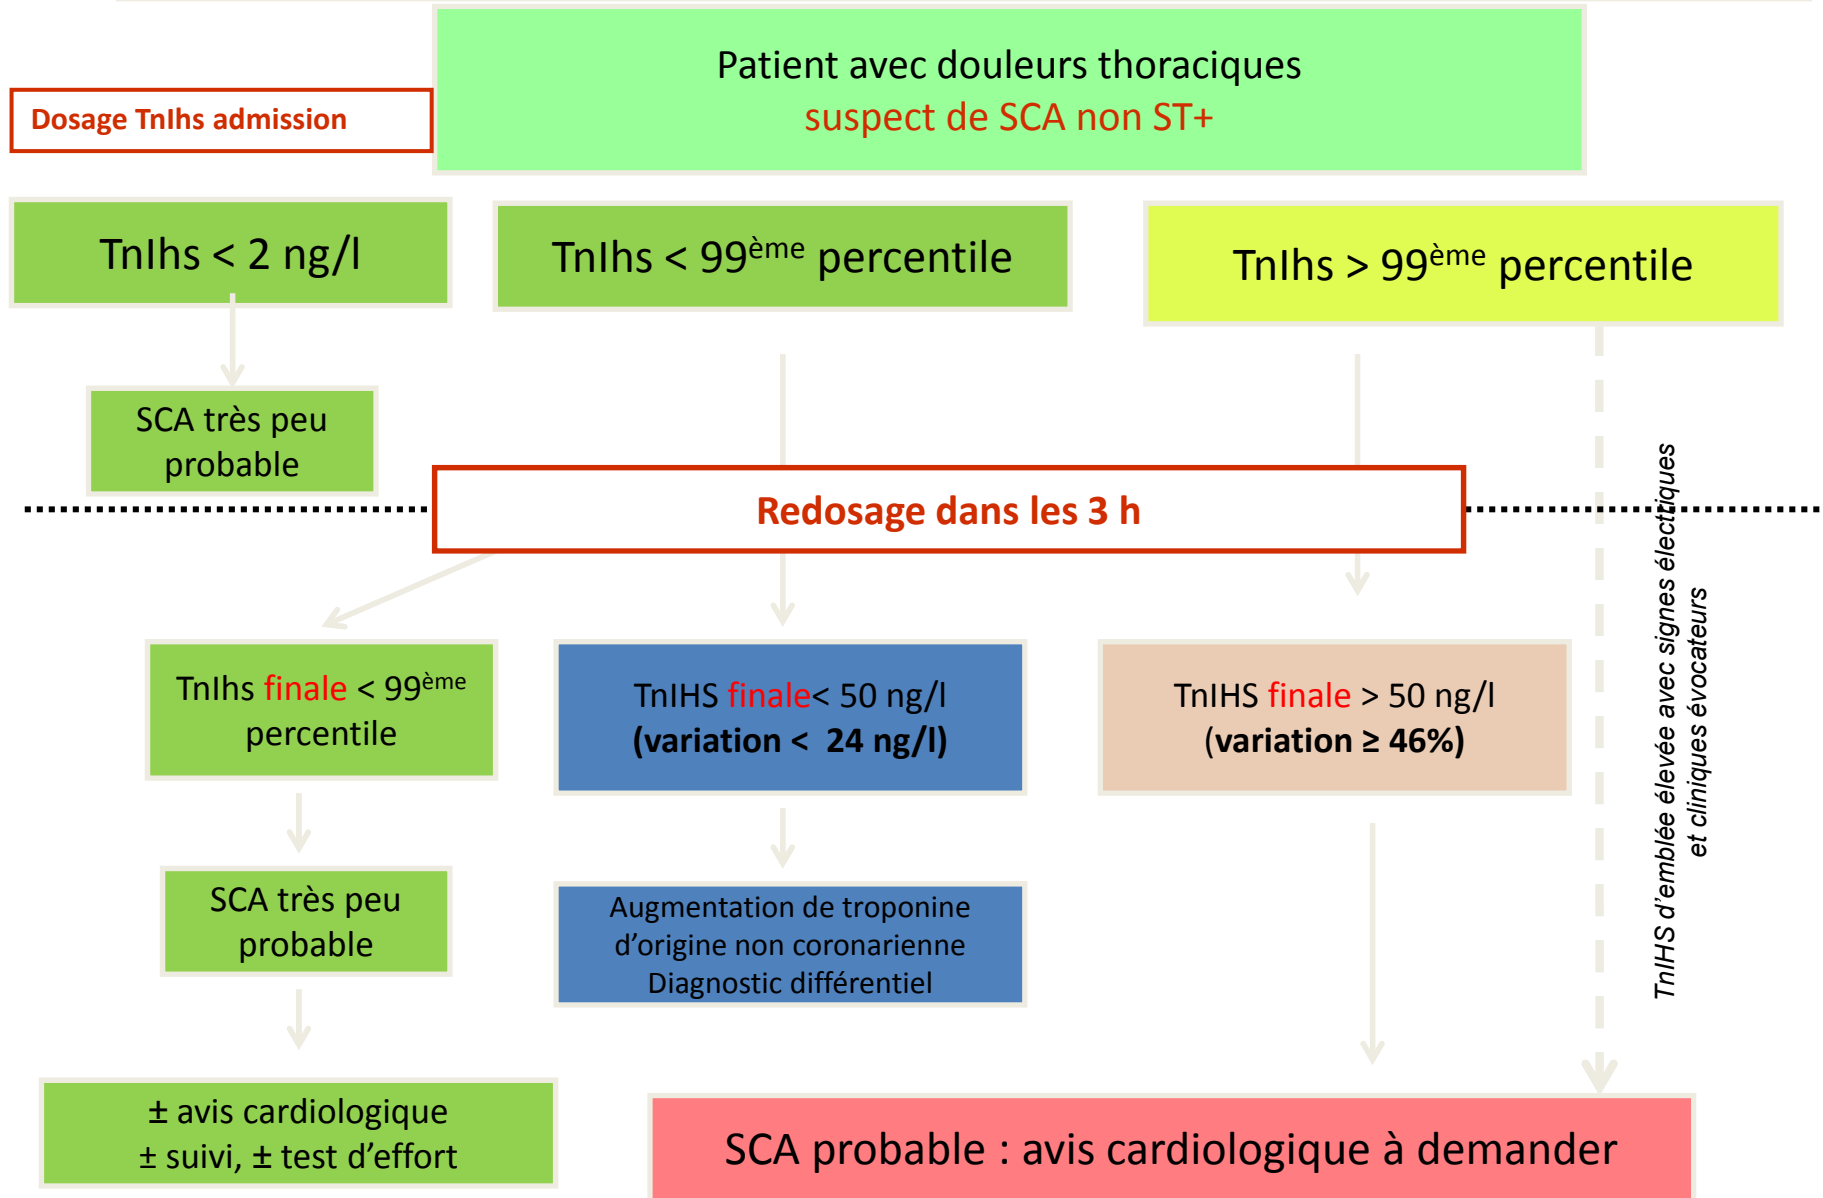 Patient avec douleurs thoraciques
suspect de SCA non ST+
Dosage TnIhs admission
TnIhs < 2 ng/l
TnIhs < 99ème percentile
TnIhs > 99ème percentile
SCA très peu
probable
Redosage dans les 3 h
TnIHS d'emblée élevée avec signes électriques
et cliniques évocateurs
TnIhs finale < 99ème
percentile
TnIHS finale< 50 ng/l
(variation < 24 ng/l)
TnIHS finale > 50 ng/l
(variation ≥ 46%)
SCA très peu
probable
Augmentation de troponine
d'origine non coronarienne
Diagnostic différentiel
± avis cardiologique
± suivi, ± test d'effort
SCA probable : avis cardiologique à demander